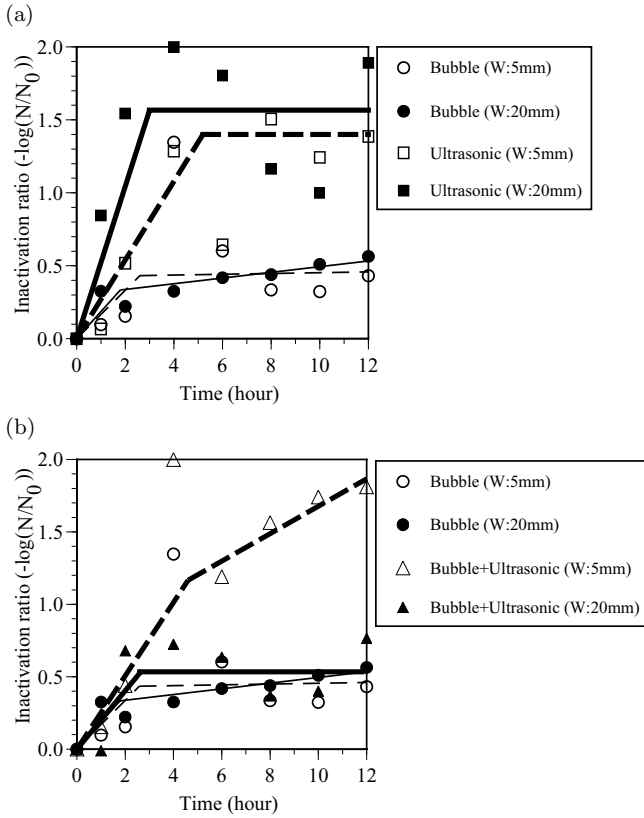 (a)
2.0
1.5
1.0
0.5
0.0
0 2 4 6 8 10 12
Time (hour)
Inactivation ratio (-log(N/N0))
Bubble (W:5mm)
Bubble (W:20mm)
Ultrasonic (W:5mm)
Ultrasonic (W:20mm)
(b)
2.0
1.5
1.0
0.5
0.0
0 2 4 6 8 10 12
Time (hour)
Inactivation ratio (-log(N/N0))
Bubble (W:5mm)
Bubble (W:20mm)
Bubble+Ultrasonic (W:5mm)
Bubble+Ultrasonic (W:20mm)